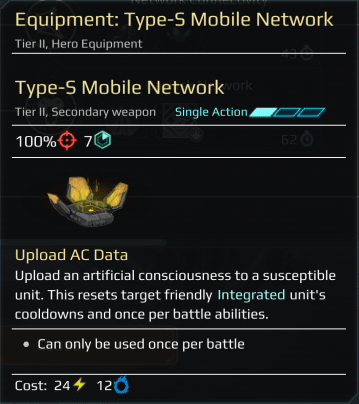 Equipment: Type-S Mobile Network
Tier II, Hero Equipment
Type-S Mobile Network
Tier II, Secondary weapon Single Action
100% 7
Upload AC Data
Upload an artificial consciousness to a susceptible
unit. This resets target friendly Integrated unit's
cooldowns and once per battle abilities.
• Can only be used once per battle
Cost: 24 12